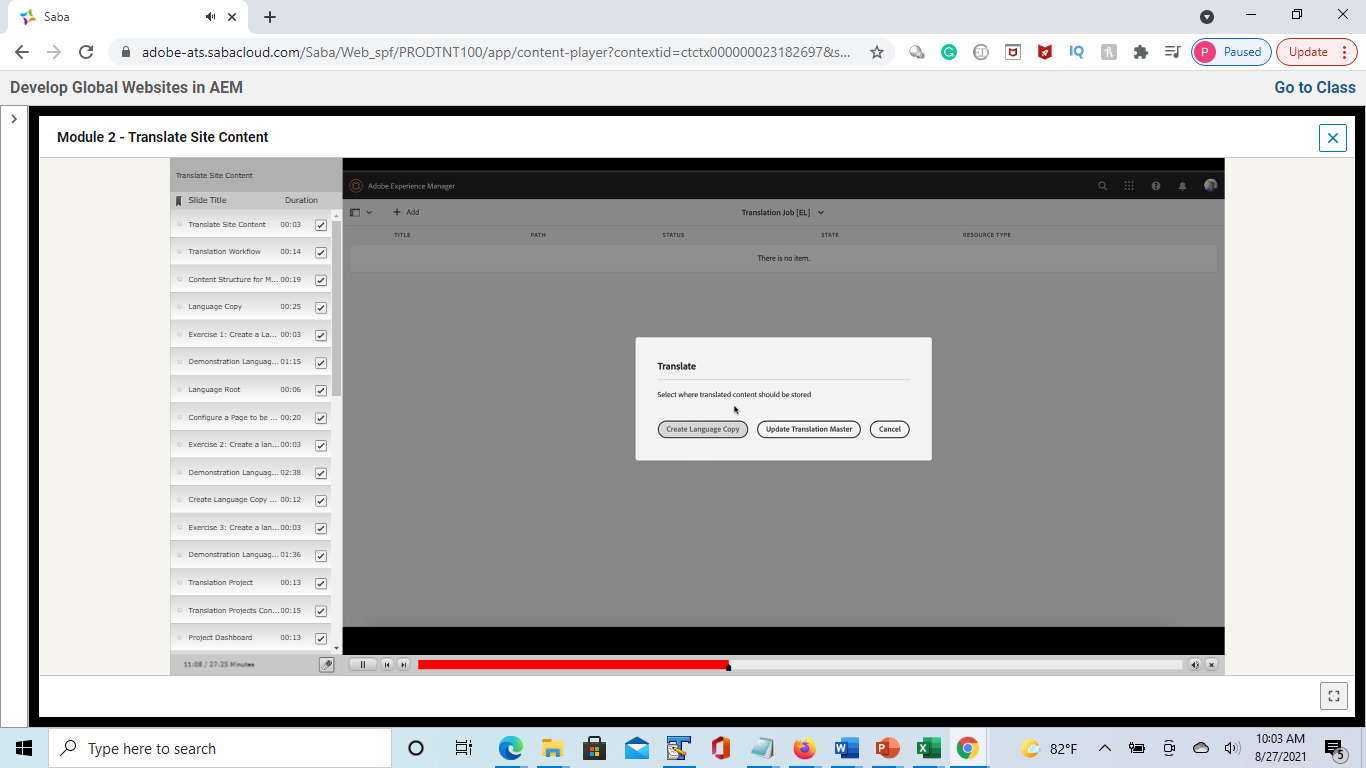 Saba
adobe-ats.sabacloud.com/Saba/Web_spf/PRODTNT100/app/content-player?contextid=ctctx000000023182697&s...
IQ
P
Paused
Update
Develop Global Websites in AEM
Go to Class
Module 2 - Translate Site Content
Translate Site Content
Slide Title Duration
Translate Site Content 00:03
Translation Workflow 00:14
Content Structure for M... 00:19
Language Copy 00:25
Exercise 1: Create a La... 00:03
Demonstration Languag... 01:15
Language Root 00:06
Configure a Page to be ... 00:20
Exercise 2: Create a lan... 00:03
Demonstration Languag... 02:38
Create Language Copy ... 00:12
Exercise 3: Create a lan... 00:03
Demonstration Languag... 01:36
Translation Project 00:13
Translation Projects Con... 00:15
Project Dashboard 00:13
11:08 / 27:25 Minutes
Adobe Experience Manager
Add
Translation Job [EL]
TITLE PATH STATUS STATE RESOURCE TYPE
There is no item.
Translate
Select where translated content should be stored
Create Language Copy Update Translation Master Cancel
Type here to search
82°F
10:03 AM
8/27/2021
5